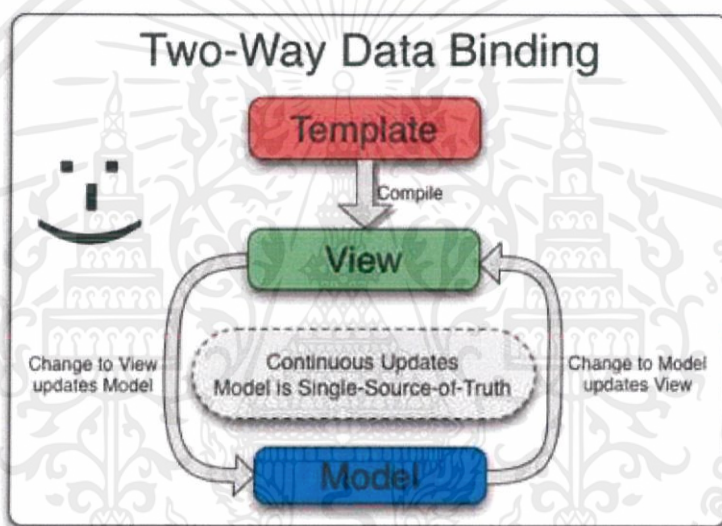 Two-Way Data Binding
Template
Compile
View
Change to View
updates Model
Continuous Updates
Model is Single-Source-of-Truth
Change to Model
updates View
Model